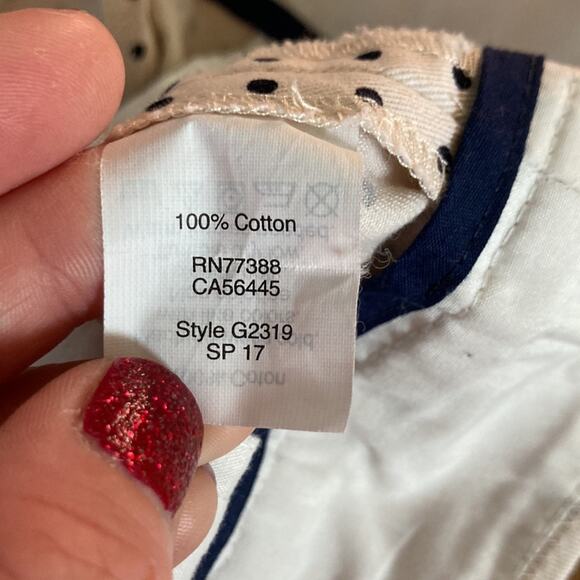 100% Cotton
RN77388
CA56445
Style G2319
SP 17